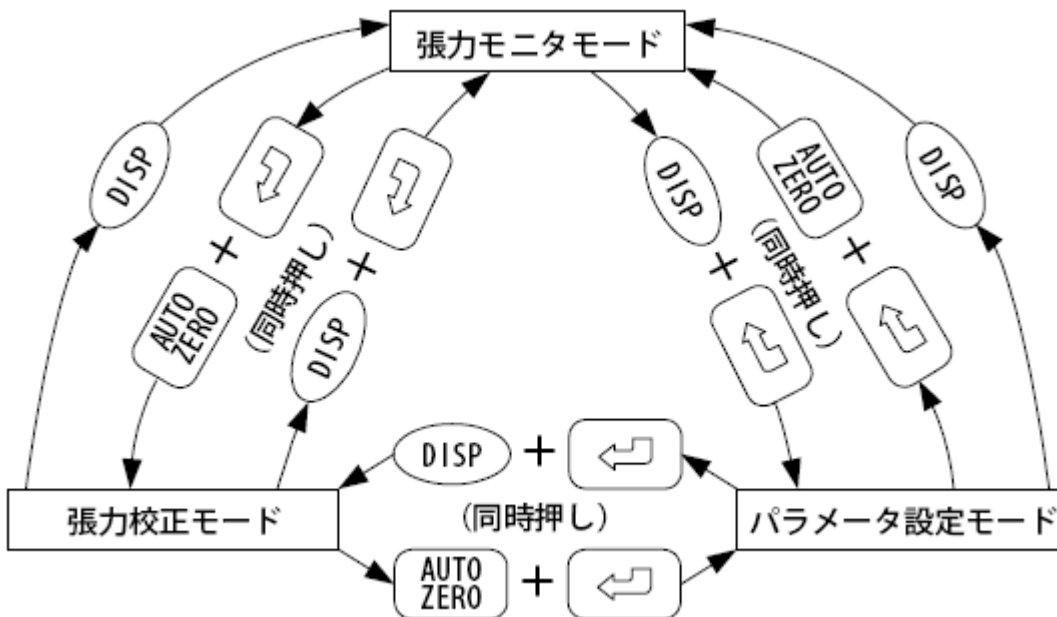 張力モニタモード
DISP
+
AUTO
ZERO
(同時押し)
DISP
+
DISP
+
(同時押し)
AUTO
ZERO
+
DISP
DISP +
(同時押し)
張力校正モード
パラメータ設定モード
AUTO
ZERO
+